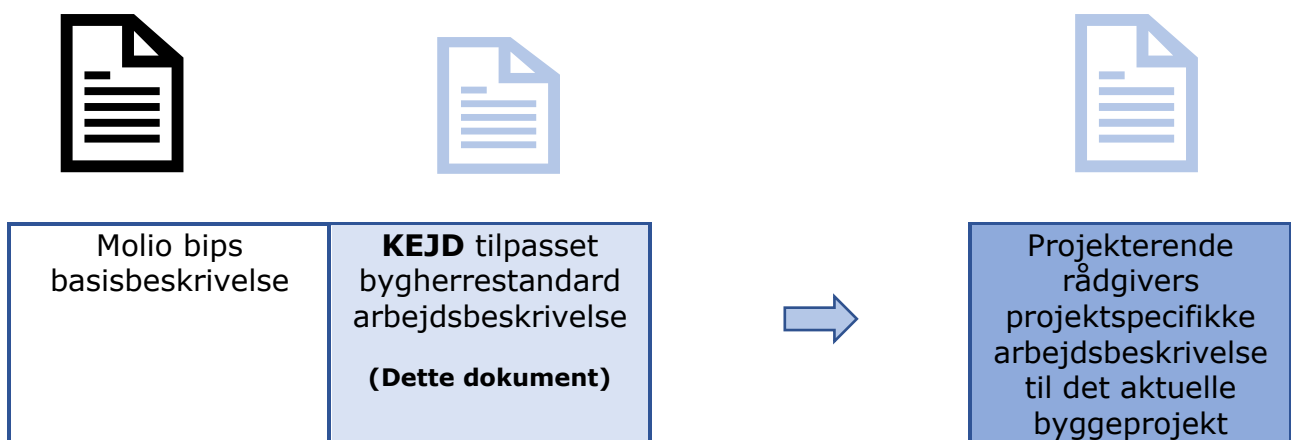 Molio bips
basisbeskrivelse
KEJD tilpasset
bygherrestandard
arbejdsbeskrivelse
(Dette dokument)
Projekterende
rådgivers
projektspecifikke
arbejdsbeskrivelse
til det aktuelle
byggeprojekt